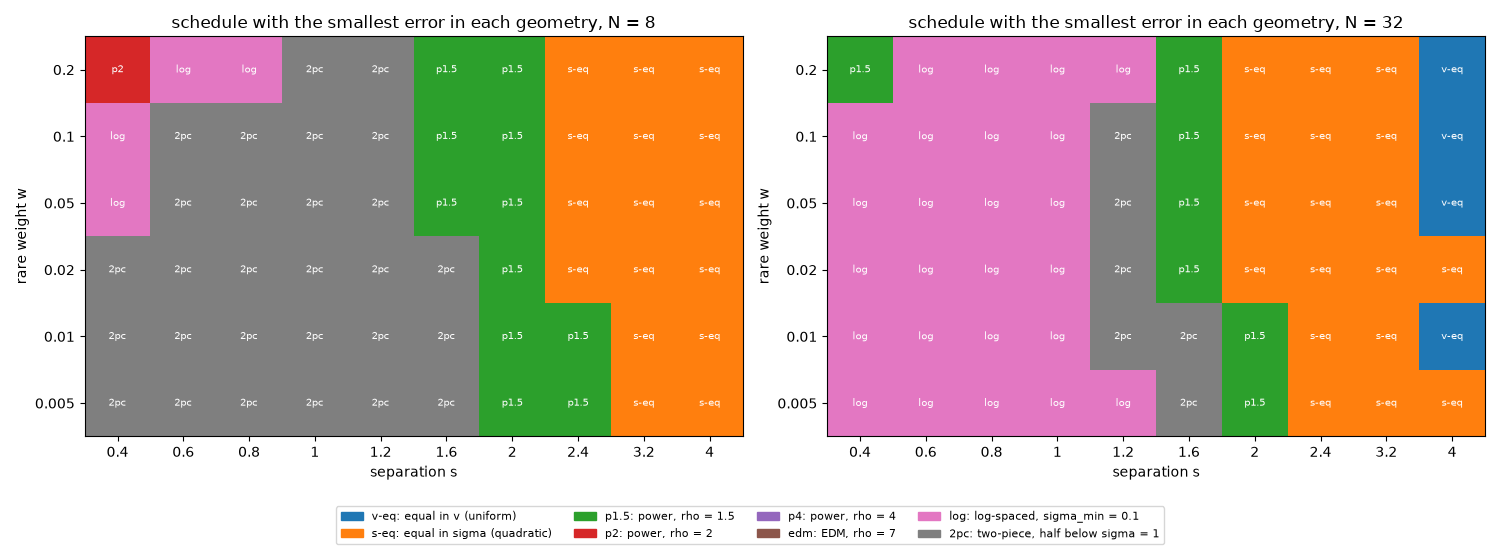 schedule with the smallest error in each geometry, N = 8
rare weight w
0.2 p2 log log 2pc 2pc p1.5 p1.5 s-eq s-eq s-eq
0.1 log 2pc 2pc 2pc 2pc p1.5 p1.5 s-eq s-eq s-eq
0.05 log 2pc 2pc 2pc 2pc p1.5 p1.5 s-eq s-eq s-eq
0.02 2pc 2pc 2pc 2pc 2pc 2pc p1.5 s-eq s-eq s-eq
0.01 2pc 2pc 2pc 2pc 2pc 2pc p1.5 p1.5 s-eq s-eq
0.005 2pc 2pc 2pc 2pc 2pc 2pc p1.5 p1.5 s-eq s-eq
0.4 0.6 0.8 1 1.2 1.6 2 2.4 3.2 4
separation s
schedule with the smallest error in each geometry, N = 32
rare weight w
0.2 p1.5 log log log log p1.5 s-eq s-eq s-eq v-eq
0.1 log log log log 2pc p1.5 s-eq s-eq s-eq v-eq
0.05 log log log log 2pc p1.5 s-eq s-eq s-eq v-eq
0.02 log log log log 2pc p1.5 s-eq s-eq s-eq s-eq
0.01 log log log log 2pc 2pc p1.5 s-eq s-eq v-eq
0.005 log log log log log 2pc p1.5 s-eq s-eq s-eq
0.4 0.6 0.8 1 1.2 1.6 2 2.4 3.2 4
separation s
v-eq: equal in v (uniform)
s-eq: equal in sigma (quadratic)
p1.5: power, rho = 1.5
p2: power, rho = 2
p4: power, rho = 4
edm: EDM, rho = 7
log: log-spaced, sigma_min = 0.1
2pc: two-piece, half below sigma = 1